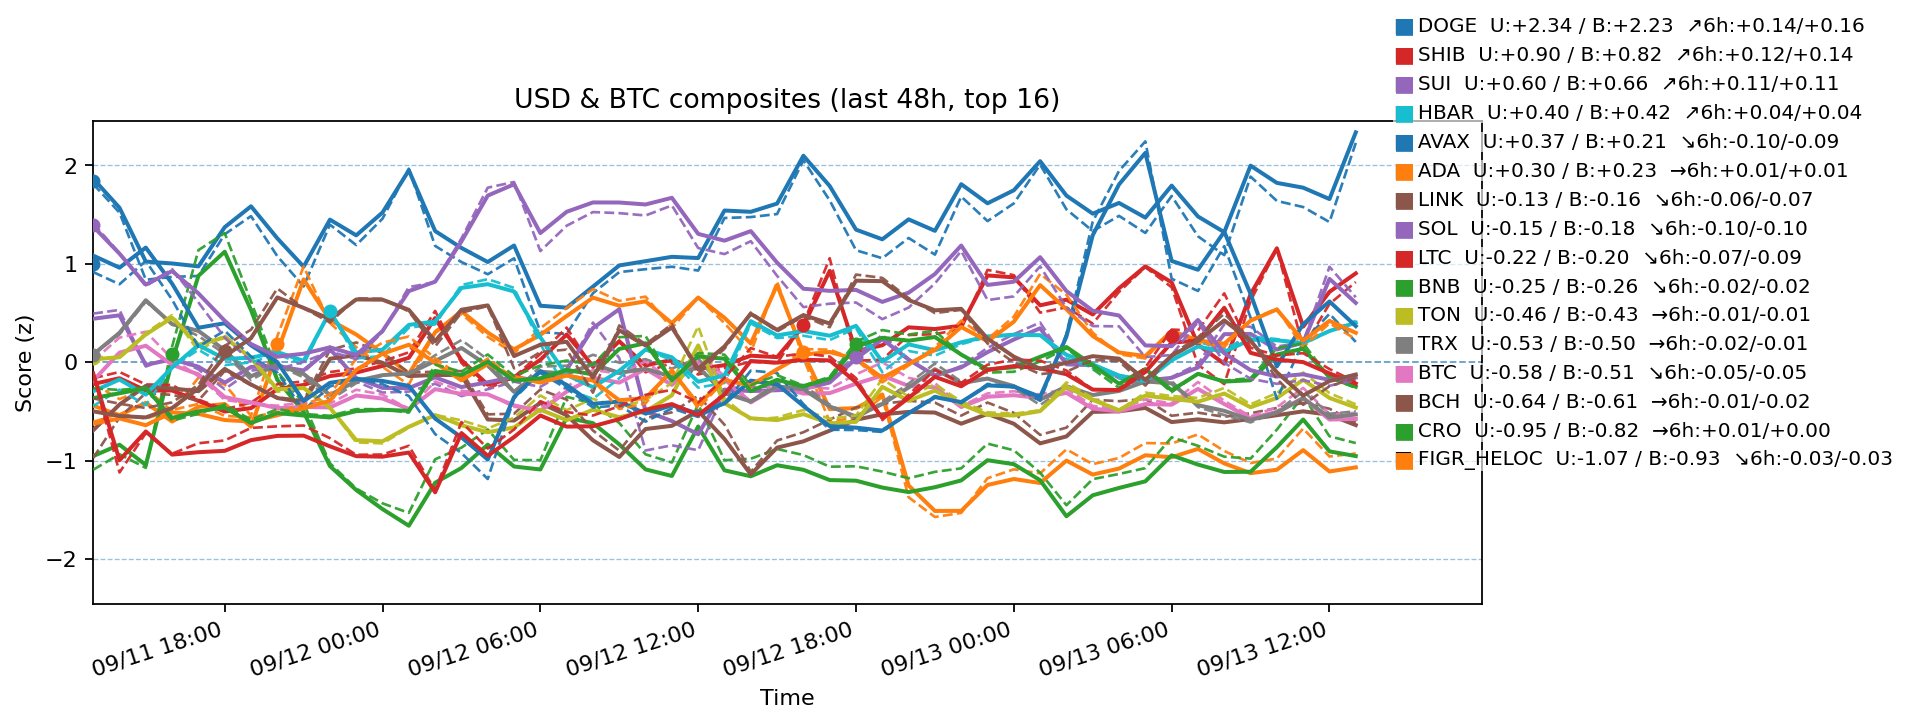 DOGE  U:+2.34 / B:+2.23  ↗6h:+0.14/+0.16
SHIB  U:+0.90 / B:+0.82  ↗6h:+0.12/+0.14
SUI  U:+0.60 / B:+0.66  ↗6h:+0.11/+0.11
HBAR  U:+0.40 / B:+0.42  ↗6h:+0.04/+0.04
AVAX  U:+0.37 / B:+0.21  ↘6h:-0.10/-0.09
ADA  U:+0.30 / B:+0.23  →6h:+0.01/+0.01
LINK  U:-0.13 / B:-0.16  ↘6h:-0.06/-0.07
SOL  U:-0.15 / B:-0.18  ↘6h:-0.10/-0.10
LTC  U:-0.22 / B:-0.20  ↘6h:-0.07/-0.09
BNB  U:-0.25 / B:-0.26  ↘6h:-0.02/-0.02
TON  U:-0.46 / B:-0.43  →6h:-0.01/-0.01
TRX  U:-0.53 / B:-0.50  →6h:-0.02/-0.01
BTC  U:-0.58 / B:-0.51  ↘6h:-0.05/-0.05
BCH  U:-0.64 / B:-0.61  →6h:-0.01/-0.02
CRO  U:-0.95 / B:-0.82  →6h:+0.01/+0.00
FIGR_HELOC  U:-1.07 / B:-0.93  ↘6h:-0.03/-0.03
USD & BTC composites (last 48h, top 16)
Score (z)
2
1
0
−1
−2
09/11 18:00
09/12 00:00
09/12 06:00
09/12 12:00
09/12 18:00
09/13 00:00
09/13 06:00
09/13 12:00
Time